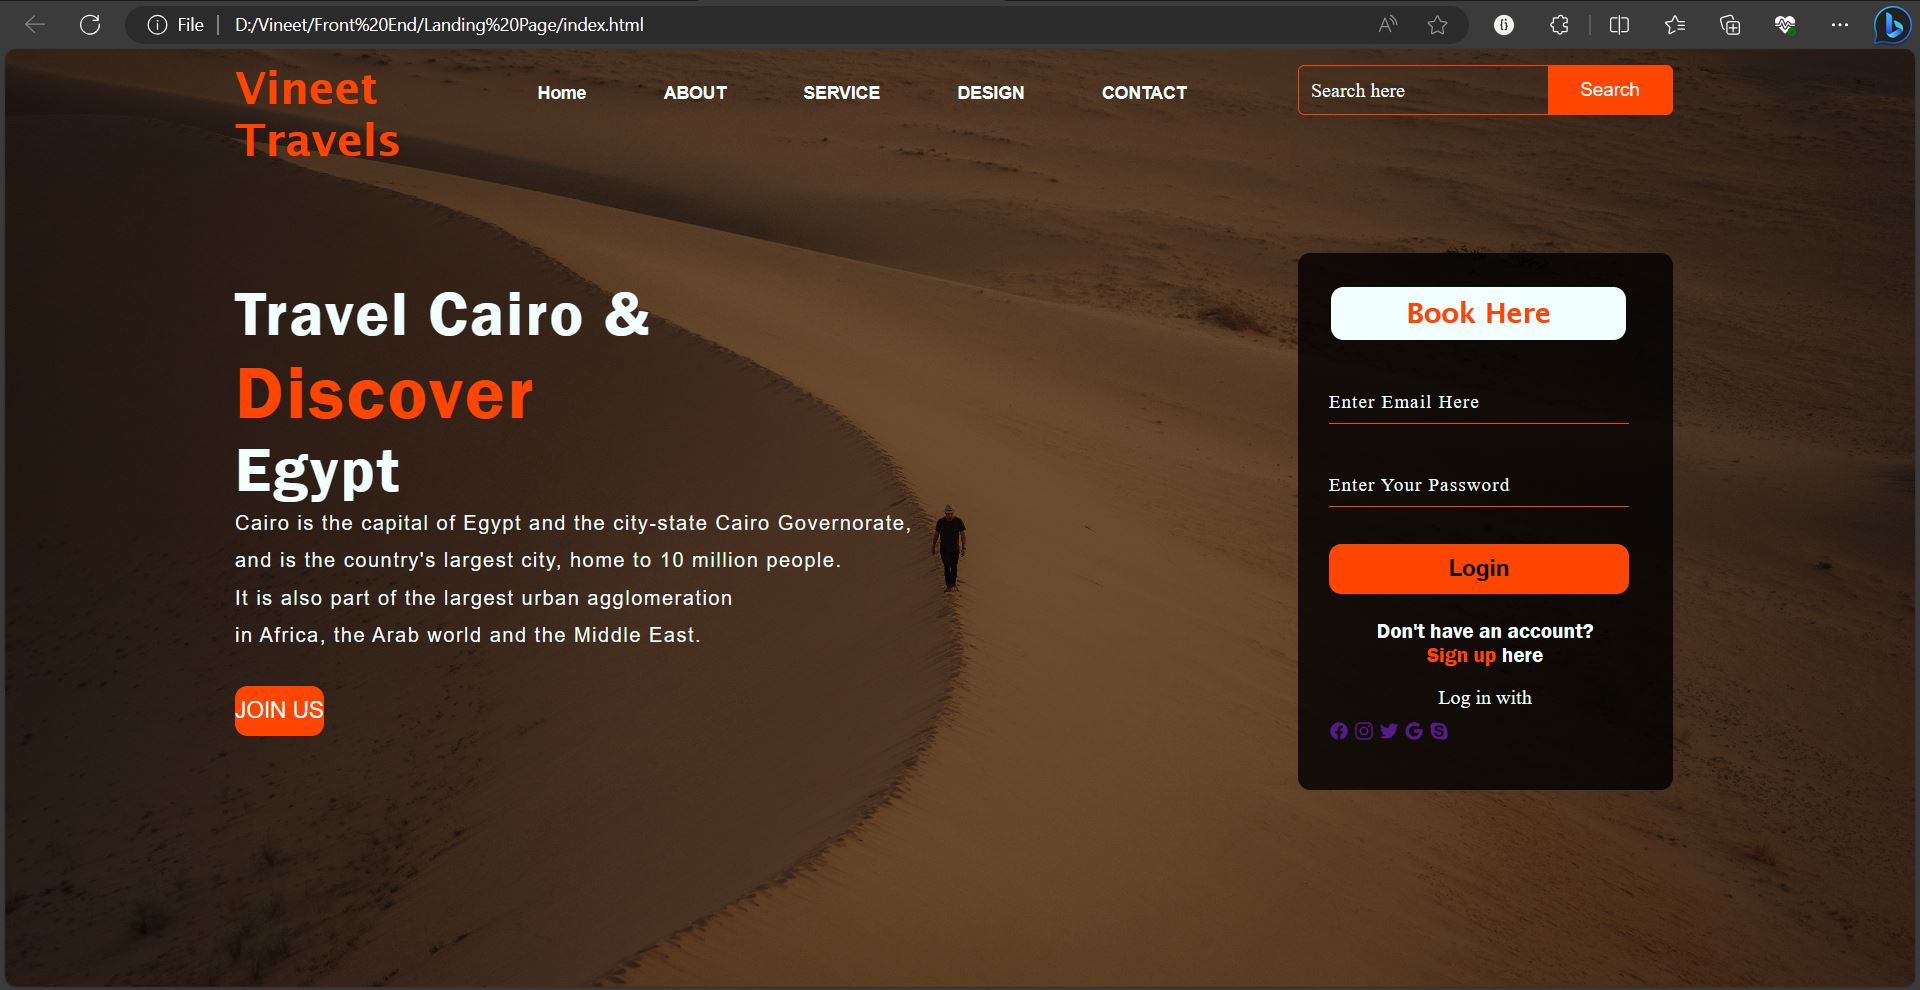 File
D:/Vineet/Front%20End/Landing%20Page/index.html
Vineet
Travels
Home
ABOUT
SERVICE
DESIGN
CONTACT
Search here
Search
Travel Cairo &
Discover
Egypt
Cairo is the capital of Egypt and the city-state Cairo Governorate,
and is the country's largest city, home to 10 million people.
It is also part of the largest urban agglomeration
in Africa, the Arab world and the Middle East.
JOIN US
Book Here
Enter Email Here
Enter Your Password
Login
Don't have an account?
Sign up here
Log in with